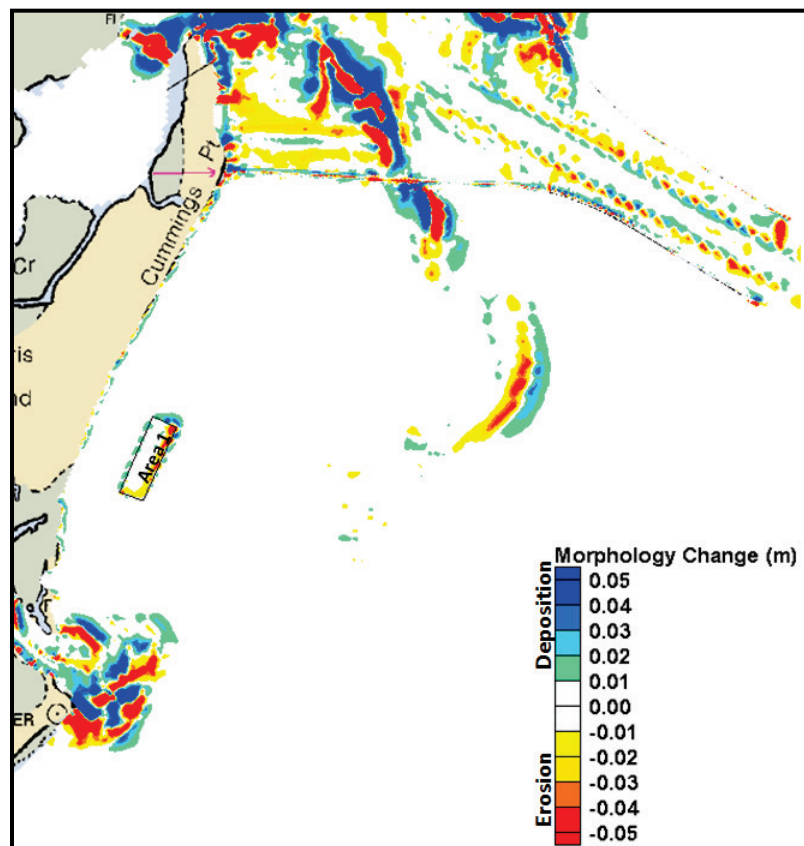 Fl
Cummings Pt
Cr
ris
nd
Area 1
ER
Morphology Change (m)
Deposition
Erosion
0.05
0.04
0.03
0.02
0.01
0.00
-0.01
-0.02
-0.03
-0.04
-0.05